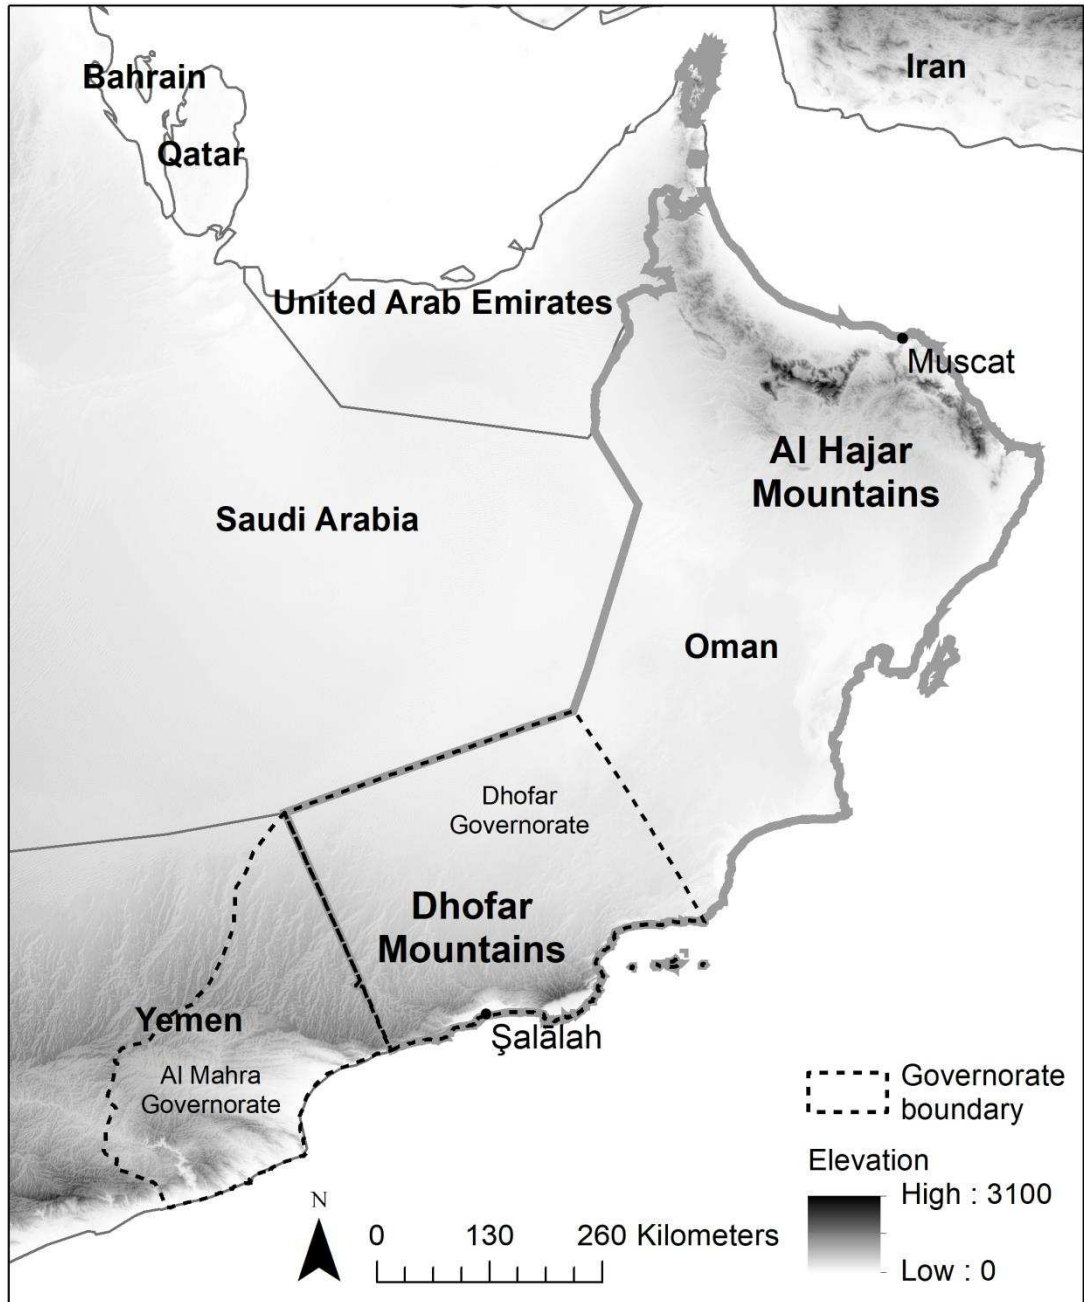 Bahrain
Iran
Qatar
United Arab Emirates
Muscat
Al Hajar
Mountains
Saudi Arabia
Oman
Dhofar
Governorate
Dhofar
Mountains
Yemen
Şalālah
Al Mahra
Governorate
Governorate
boundary
Elevation
High : 3100
Low : 0
N
0 130 260 Kilometers